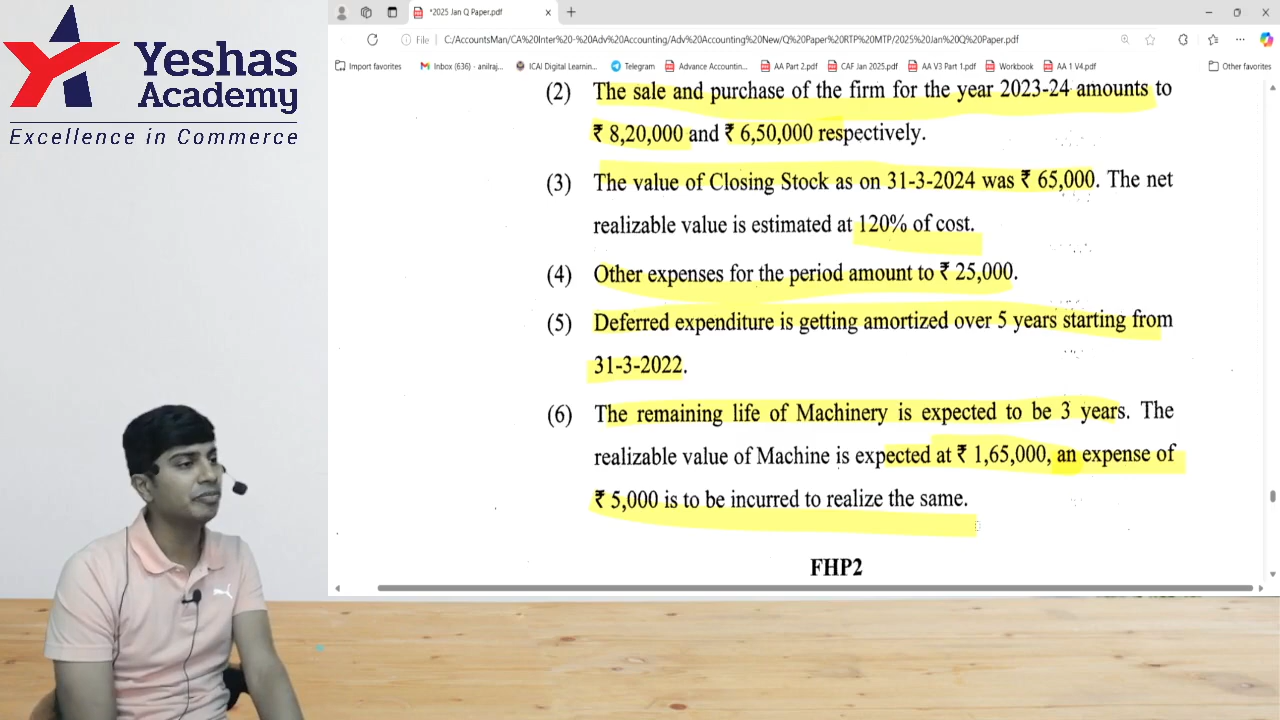 Yeshas
Academy
Excellence in Commerce
*2025 Jan Q Paper.pdf
File
C:/AccountsMan/CA%20Inter%20-%20Adv%20Accounting/Adv%20Accounting%20New/Q%20Paper%20RTP%20MTP/2025%20Jan%20Q%20Paper.pdf
Import favorites
Inbox (636) - anilraj...
ICAI Digital Learnin...
Telegram
Advance Accountin...
AA Part 2.pdf
CAF Jan 2025.pdf
AA V3 Part 1.pdf
Workbook
AA 1 V4.pdf
Other favorites
(2) The sale and purchase of the firm for the year 2023-24 amounts to
₹ 8,20,000 and ₹ 6,50,000 respectively.
(3) The value of Closing Stock as on 31-3-2024 was ₹ 65,000. The net
realizable value is estimated at 120% of cost.
(4) Other expenses for the period amount to ₹ 25,000.
(5) Deferred expenditure is getting amortized over 5 years starting from
31-3-2022.
(6) The remaining life of Machinery is expected to be 3 years. The
realizable value of Machine is expected at ₹ 1,65,000, an expense of
₹ 5,000 is to be incurred to realize the same.
FHP2